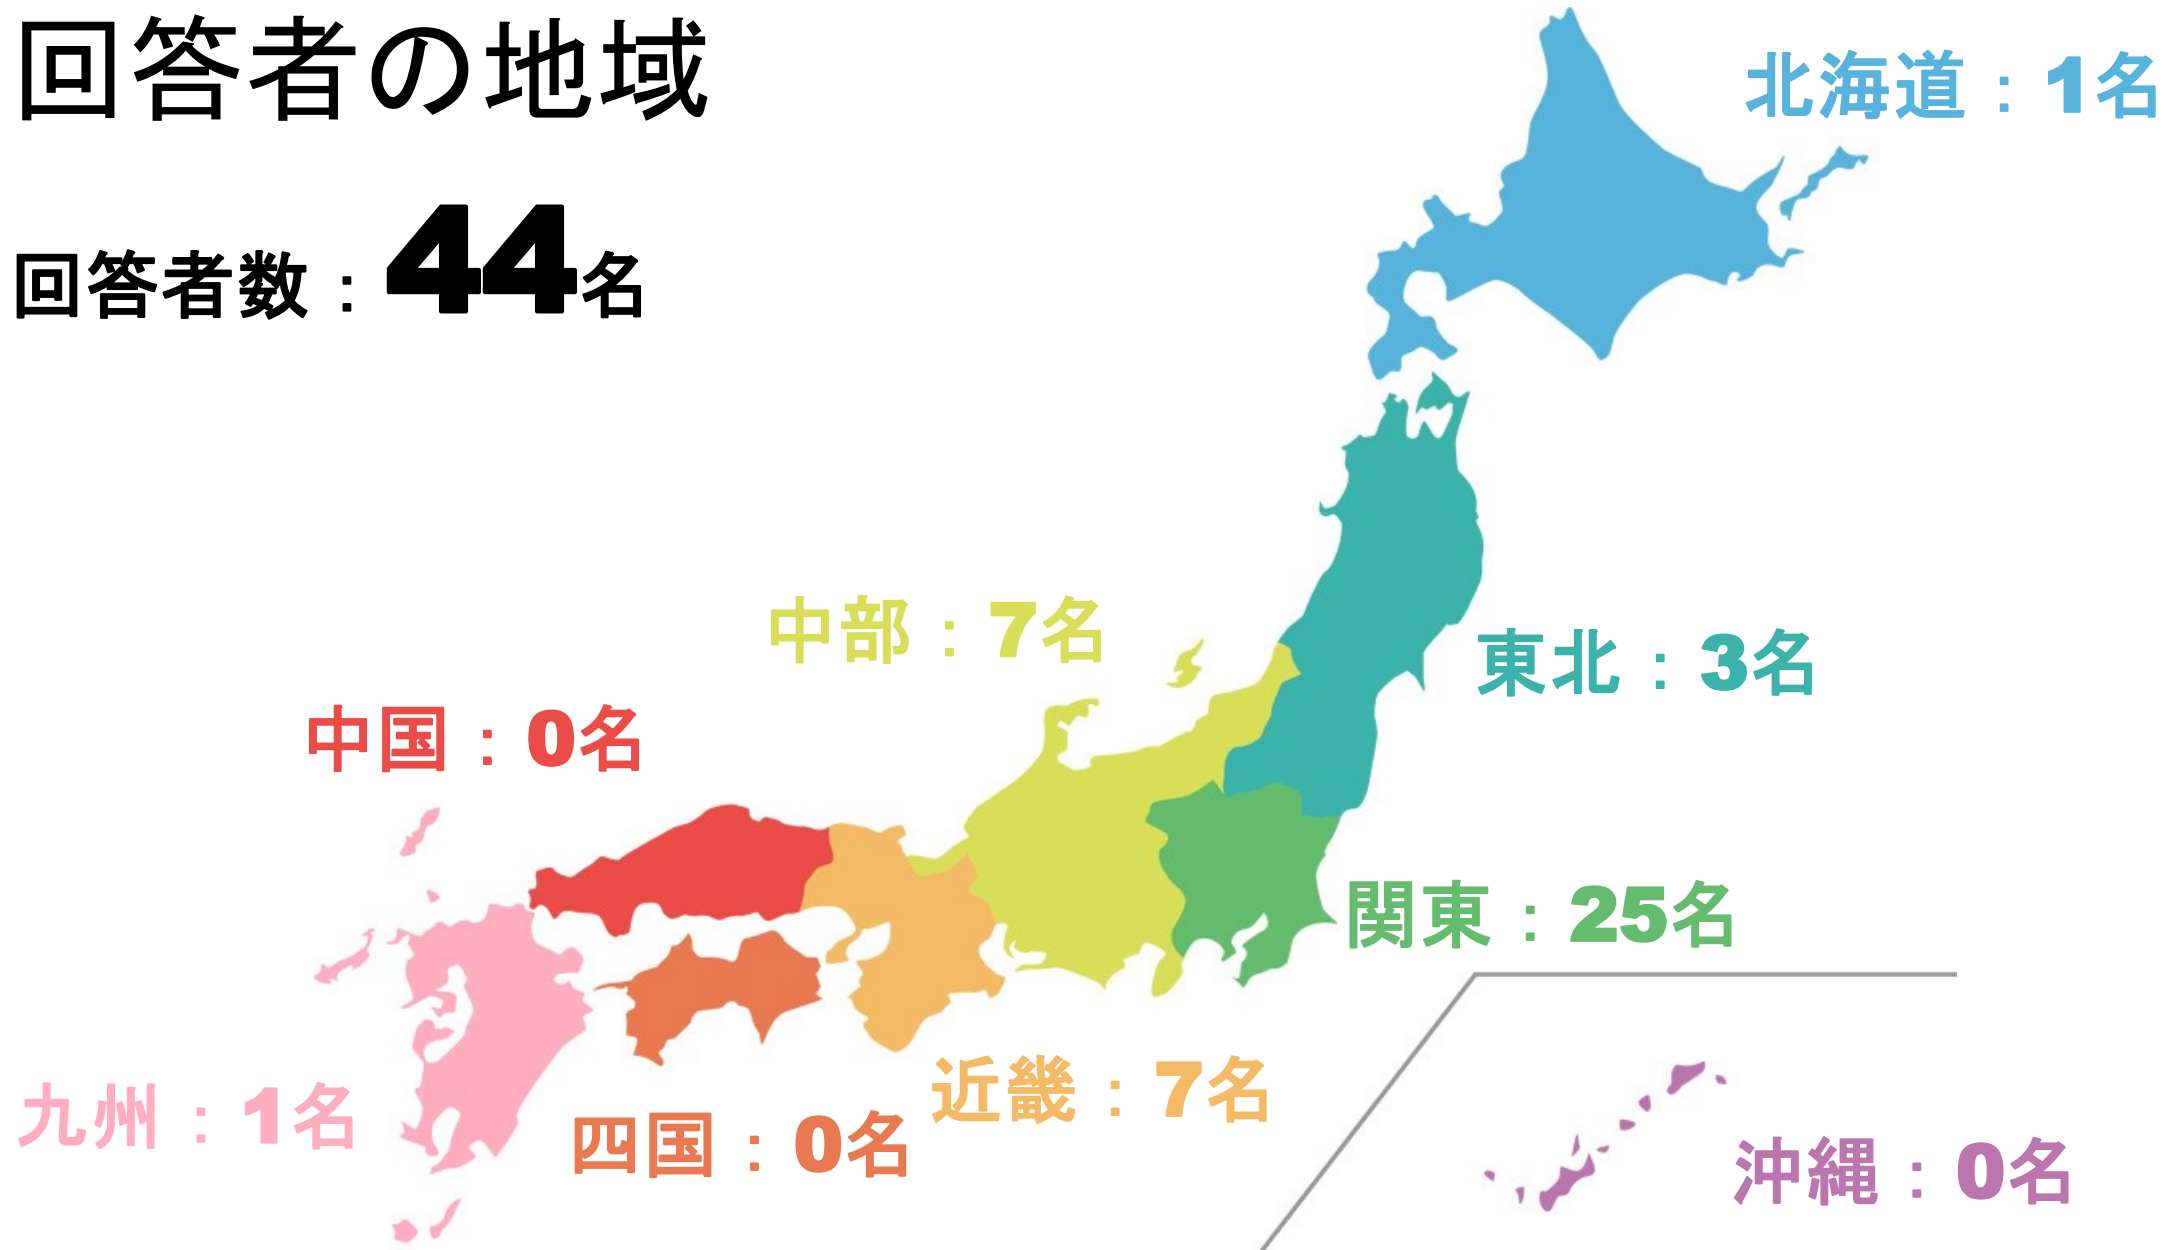 回答者の地域
回答者数：44名
北海道：1名
中部：7名
東北：3名
中国：0名
関東：25名
近畿：7名
九州：1名
四国：0名
沖縄：0名